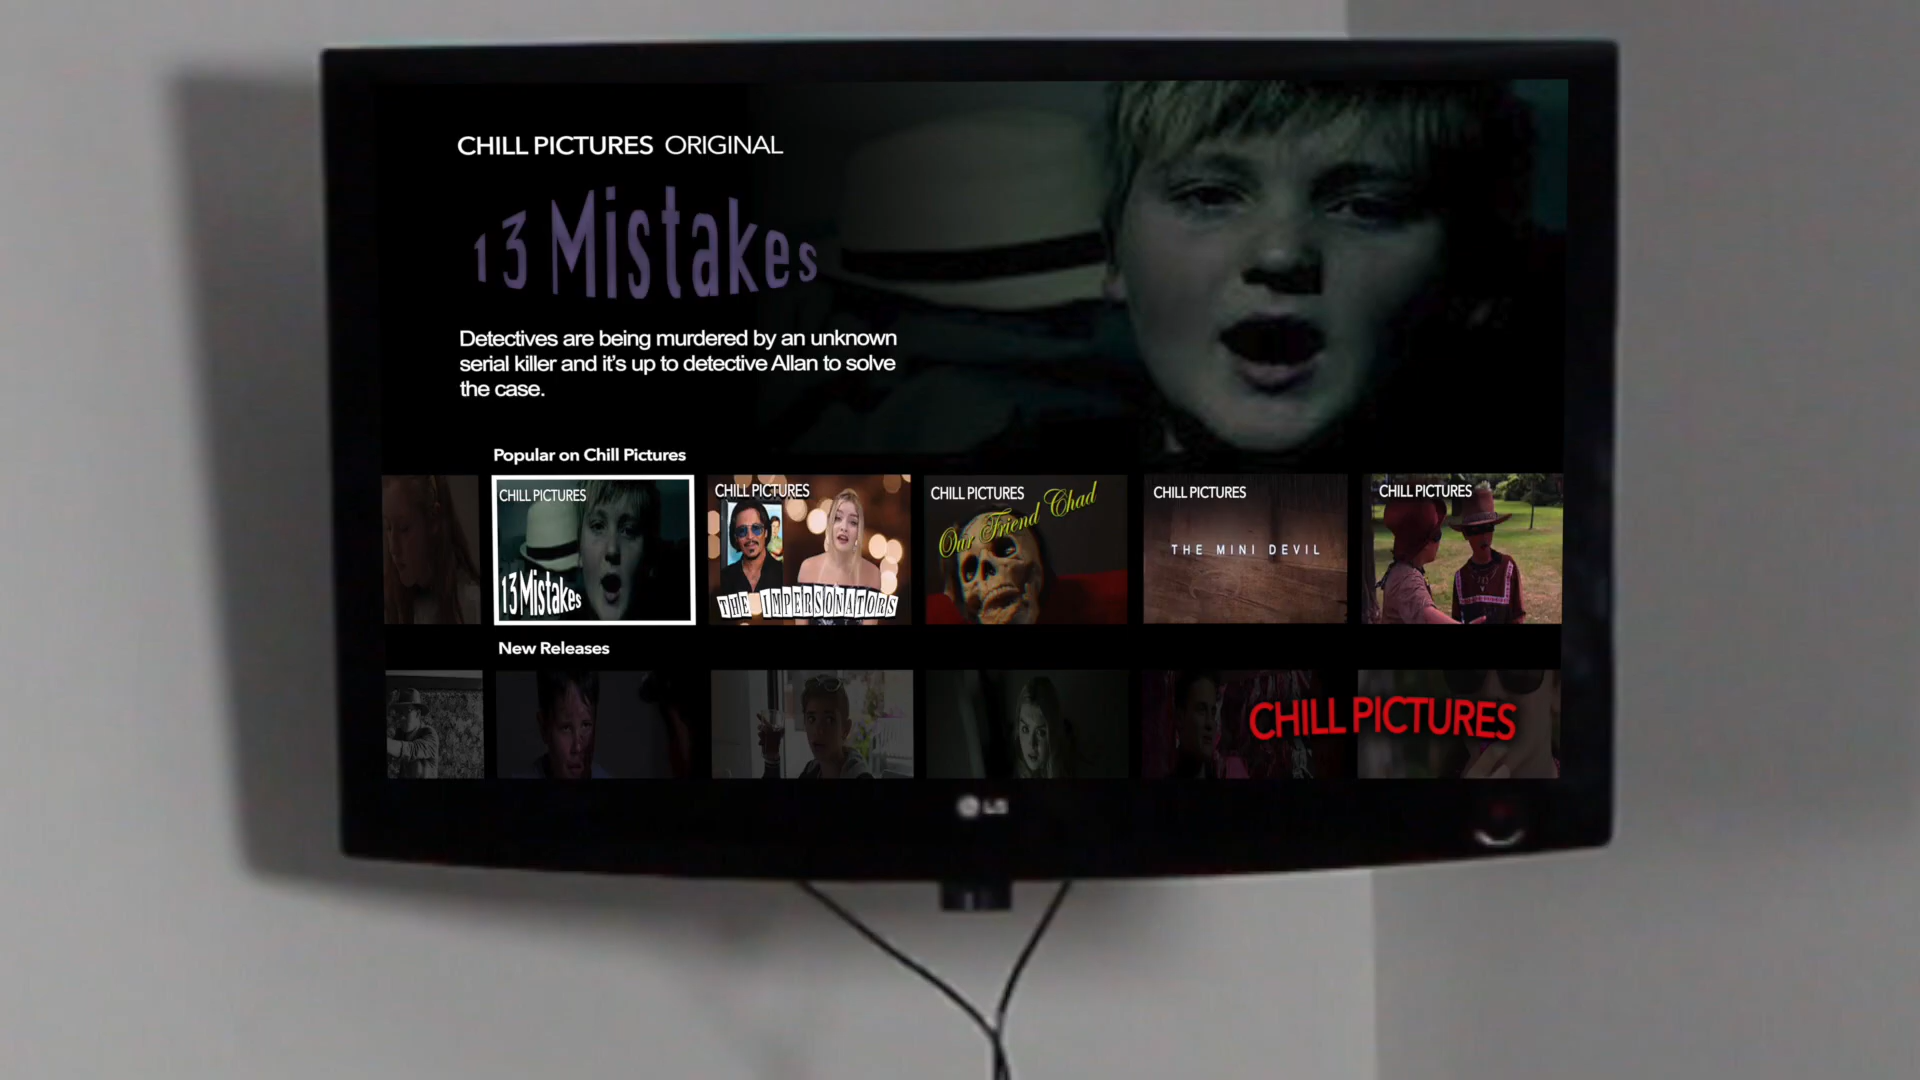 CHILL PICTURES ORIGINAL
13 Mistakes
Detectives are being murdered by an unknown
serial killer and it's up to detective Allan to solve
the case.
Popular on Chill Pictures
CHILL PICTURES
13 Mistakes
CHILL PICTURES
THE IMPERSONATORS
CHILL PICTURES
Our Friend Chad
CHILL PICTURES
THE MINI DEVIL
CHILL PICTURES
New Releases
CHILL PICTURES
LG